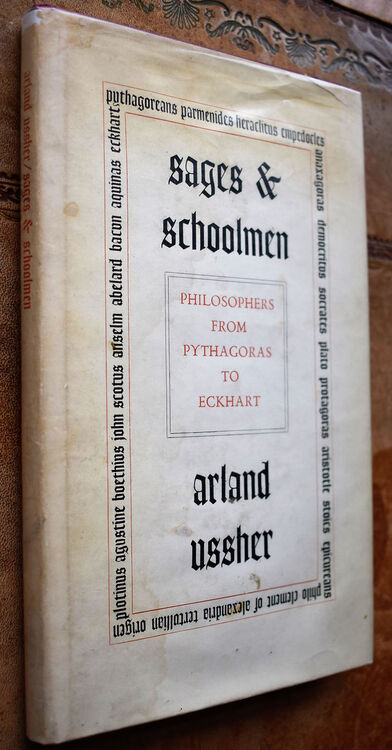 arland ussher / sages & schoolmen
pythagoreans parmenides heraclitus empedocles
anaxagoras democritus socrates plato protagoras aristotle stoics epicureans
philo clement of alexandria tertullian origen
plotinus augustine boethius john scotus anselm abelard bacon aquinas eckhart
sages &
schoolmen
PHILOSOPHERS
FROM
PYTHAGORAS
TO
ECKHART
arland
ussher